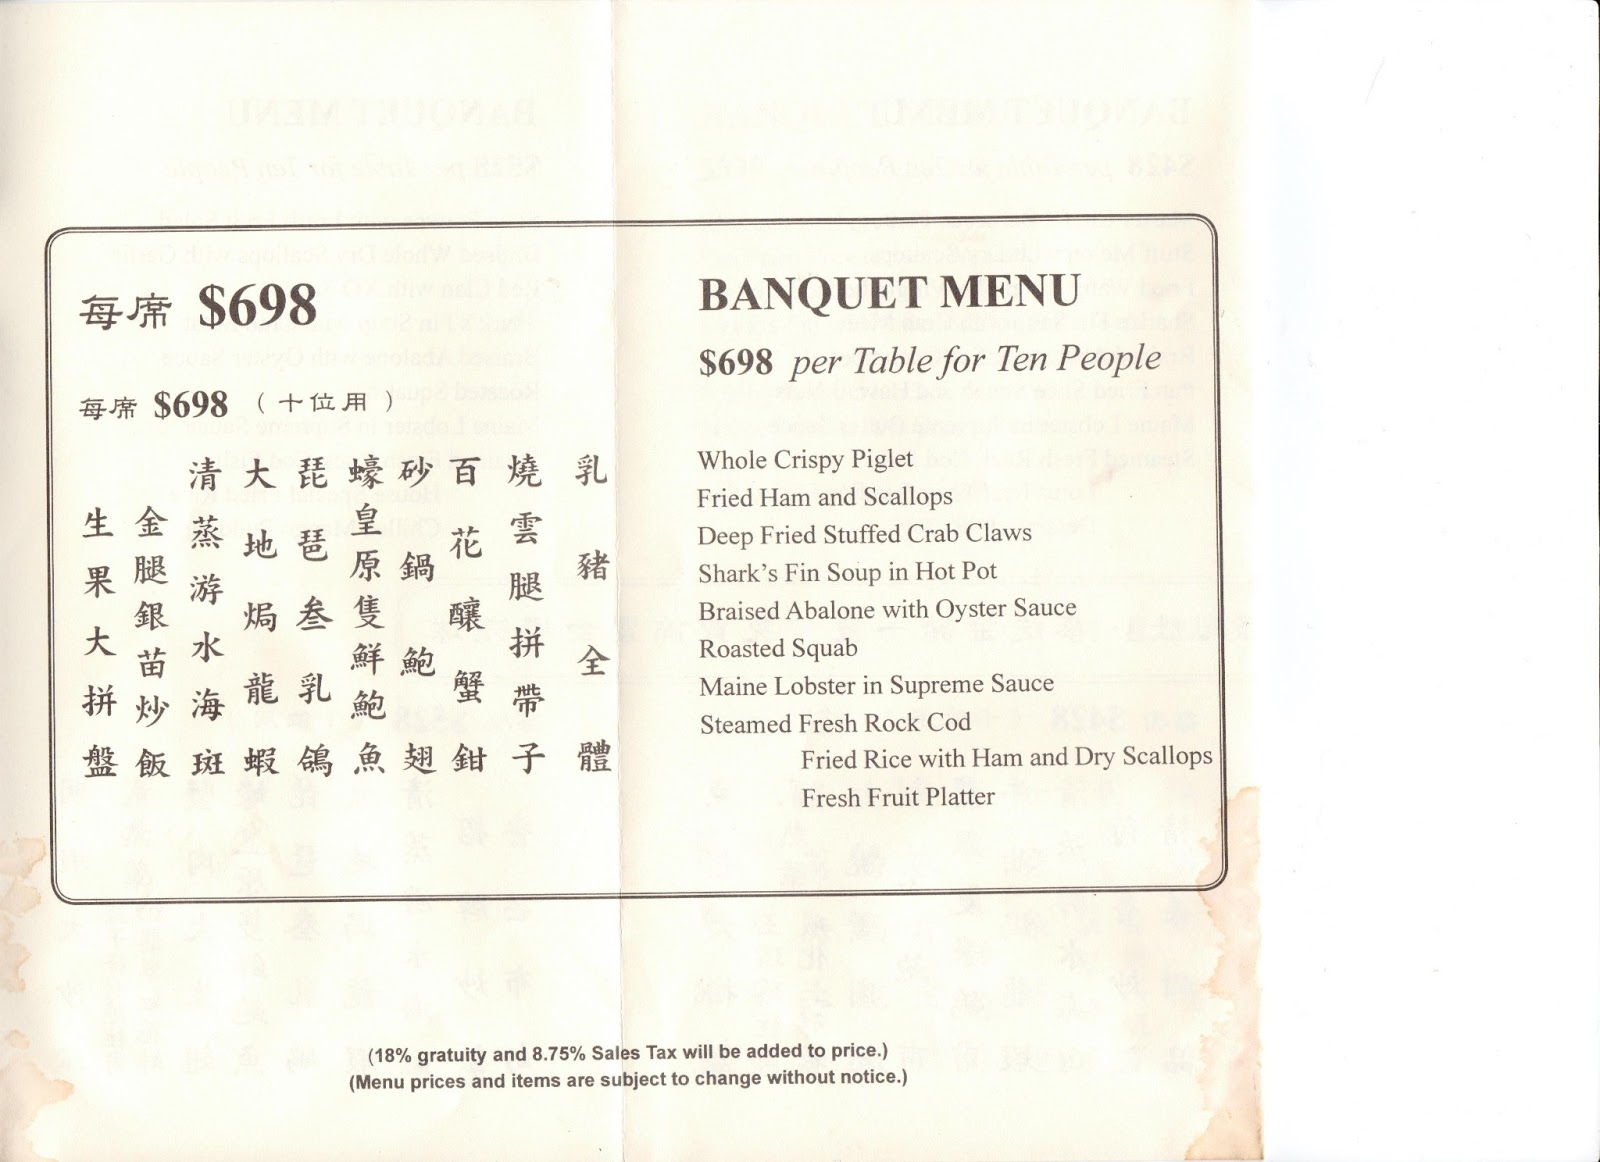 每席 $698
每席 $698 (十位用)
乳豬全體
燒雲腿拼帶子
百花釀蟹鉗
砂鍋鮑翅
蠔皇原隻鮮鮑魚
琵琶叁乳鴿
大地焗龍蝦
清蒸游水海斑
金腿銀苗炒飯
生果大拼盤
BANQUET MENU
$698 per Table for Ten People
Whole Crispy Piglet
Fried Ham and Scallops
Deep Fried Stuffed Crab Claws
Shark's Fin Soup in Hot Pot
Braised Abalone with Oyster Sauce
Roasted Squab
Maine Lobster in Supreme Sauce
Steamed Fresh Rock Cod
Fried Rice with Ham and Dry Scallops
Fresh Fruit Platter
(18% gratuity and 8.75% Sales Tax will be added to price.)
(Menu prices and items are subject to change without notice.)